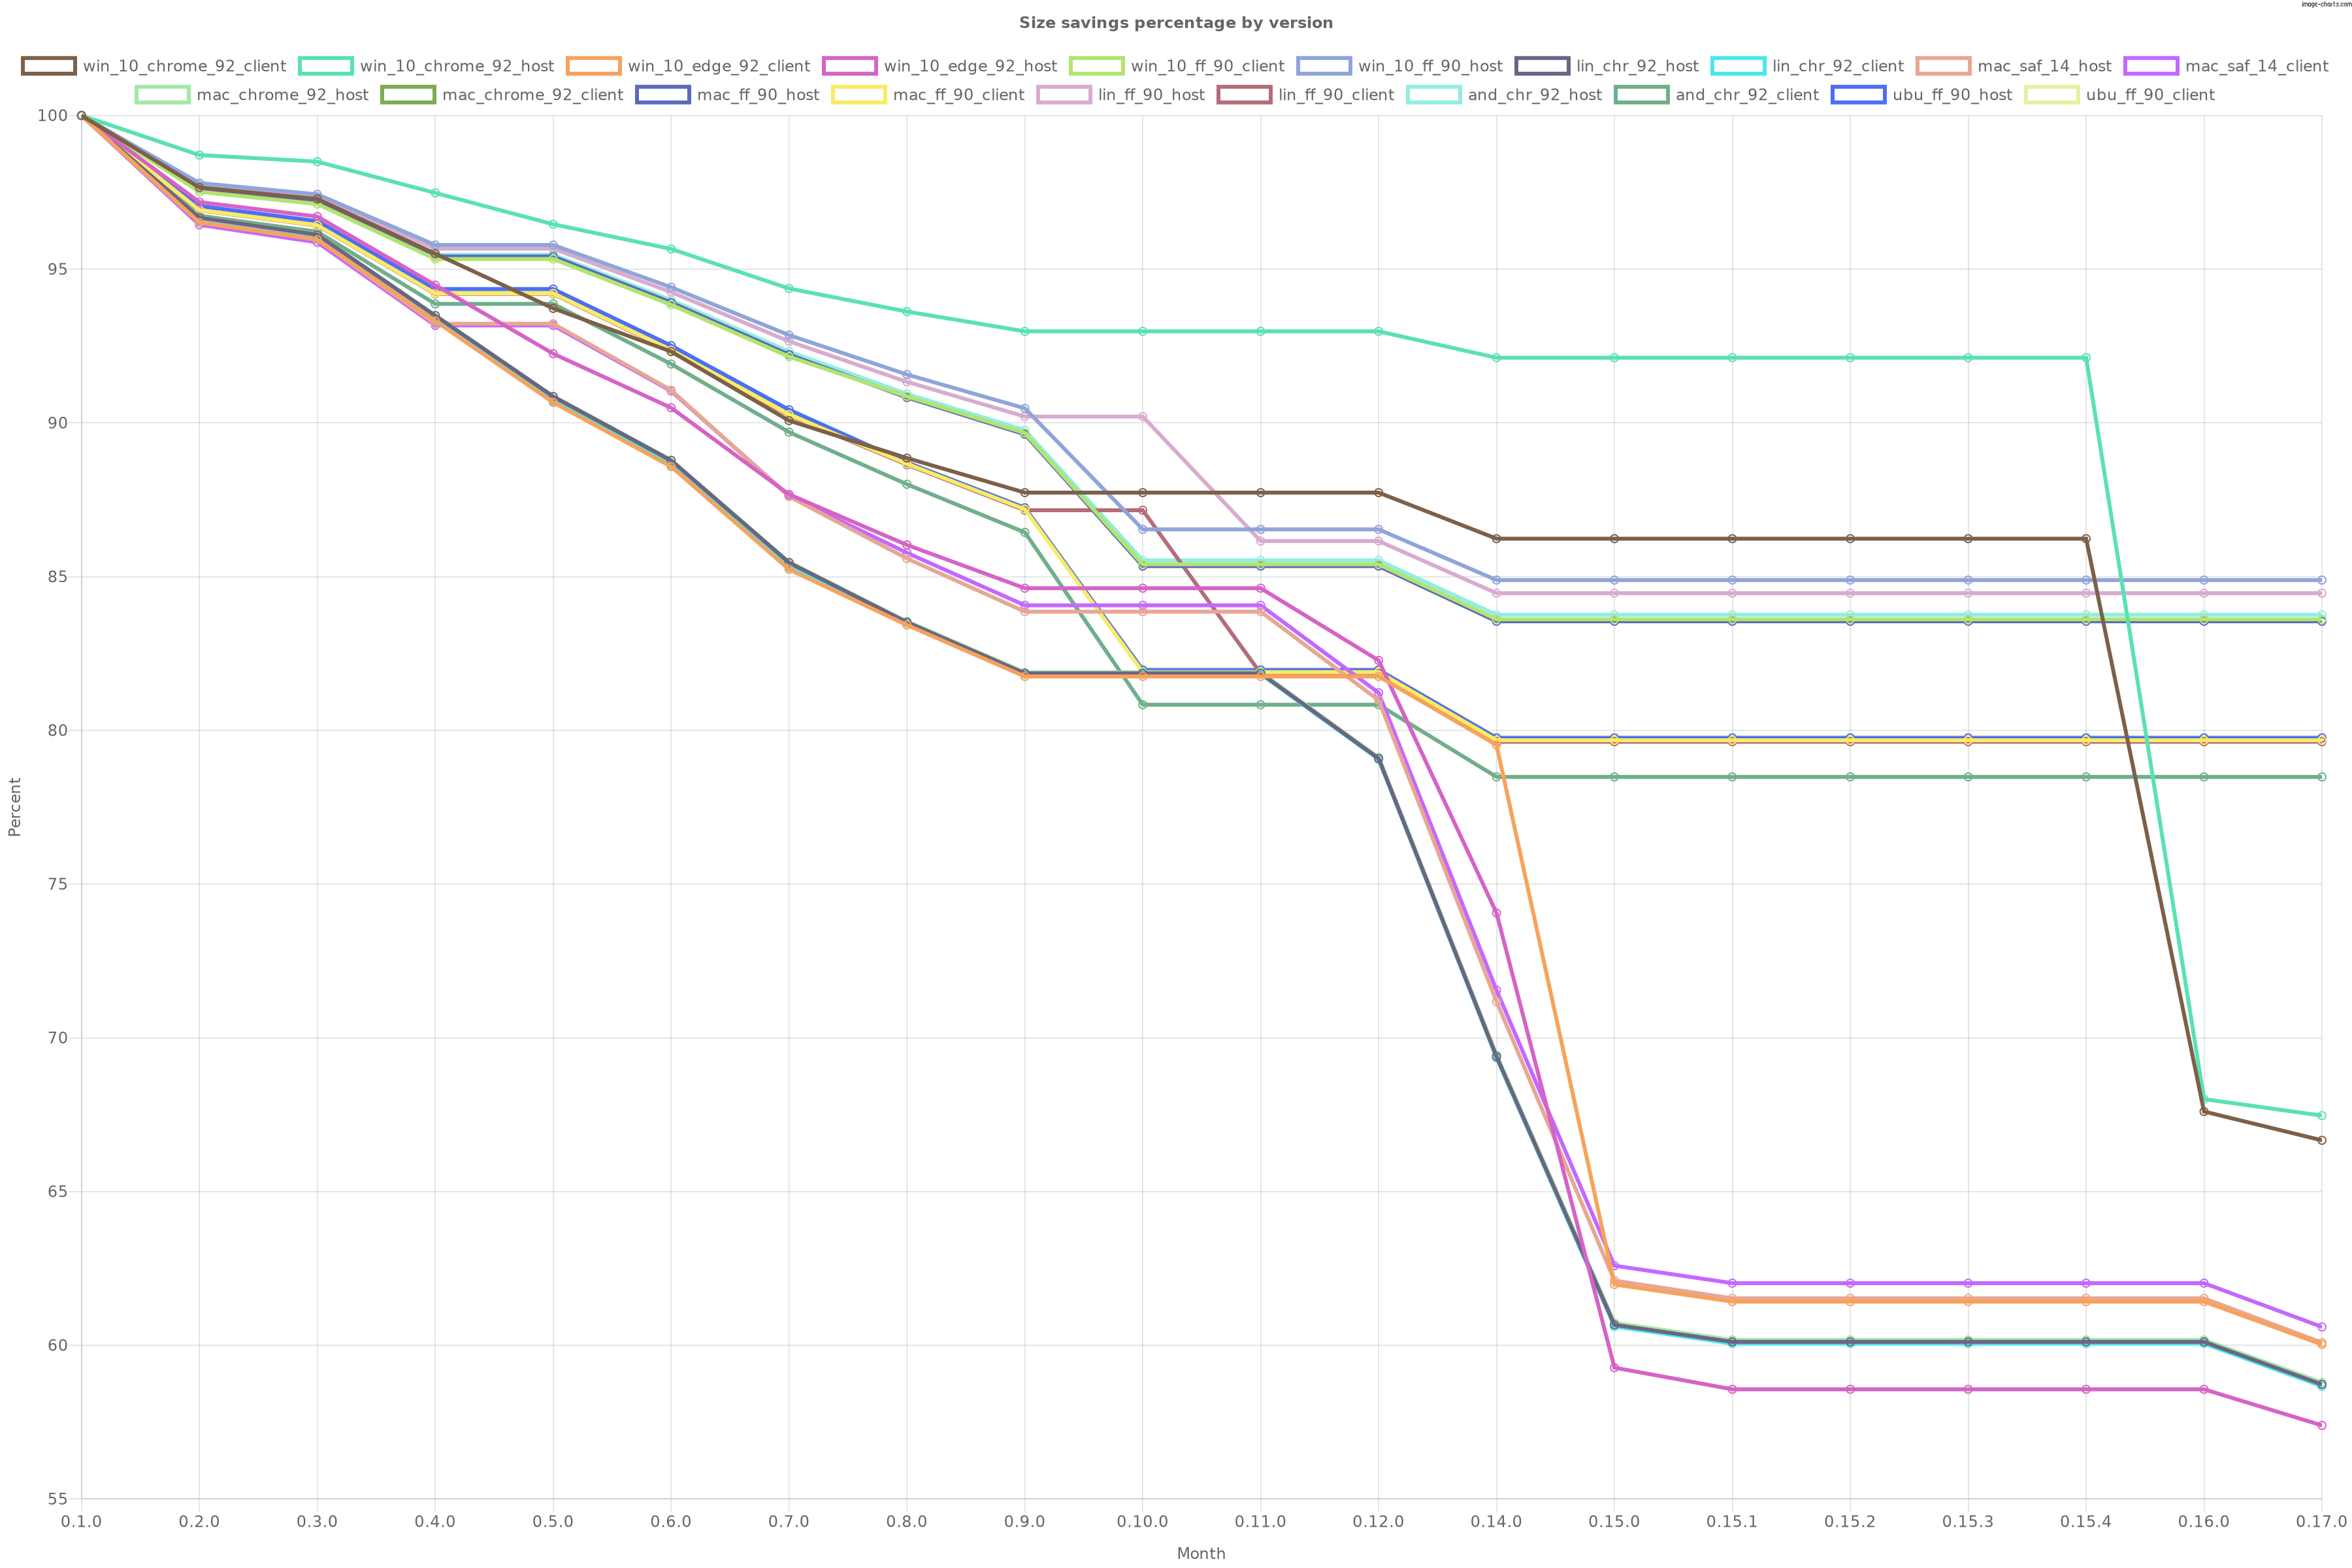 image-charts.com
Size savings percentage by version
win_10_chrome_92_client win_10_chrome_92_host win_10_edge_92_client win_10_edge_92_host win_10_ff_90_client win_10_ff_90_host lin_chr_92_host lin_chr_92_client mac_saf_14_host mac_saf_14_client
mac_chrome_92_host mac_chrome_92_client mac_ff_90_host mac_ff_90_client lin_ff_90_host lin_ff_90_client and_chr_92_host and_chr_92_client ubu_ff_90_host ubu_ff_90_client
100
95
90
85
80
75
70
65
60
55
Percent
0.1.0 0.2.0 0.3.0 0.4.0 0.5.0 0.6.0 0.7.0 0.8.0 0.9.0 0.10.0 0.11.0 0.12.0 0.14.0 0.15.0 0.15.1 0.15.2 0.15.3 0.15.4 0.16.0 0.17.0
Month